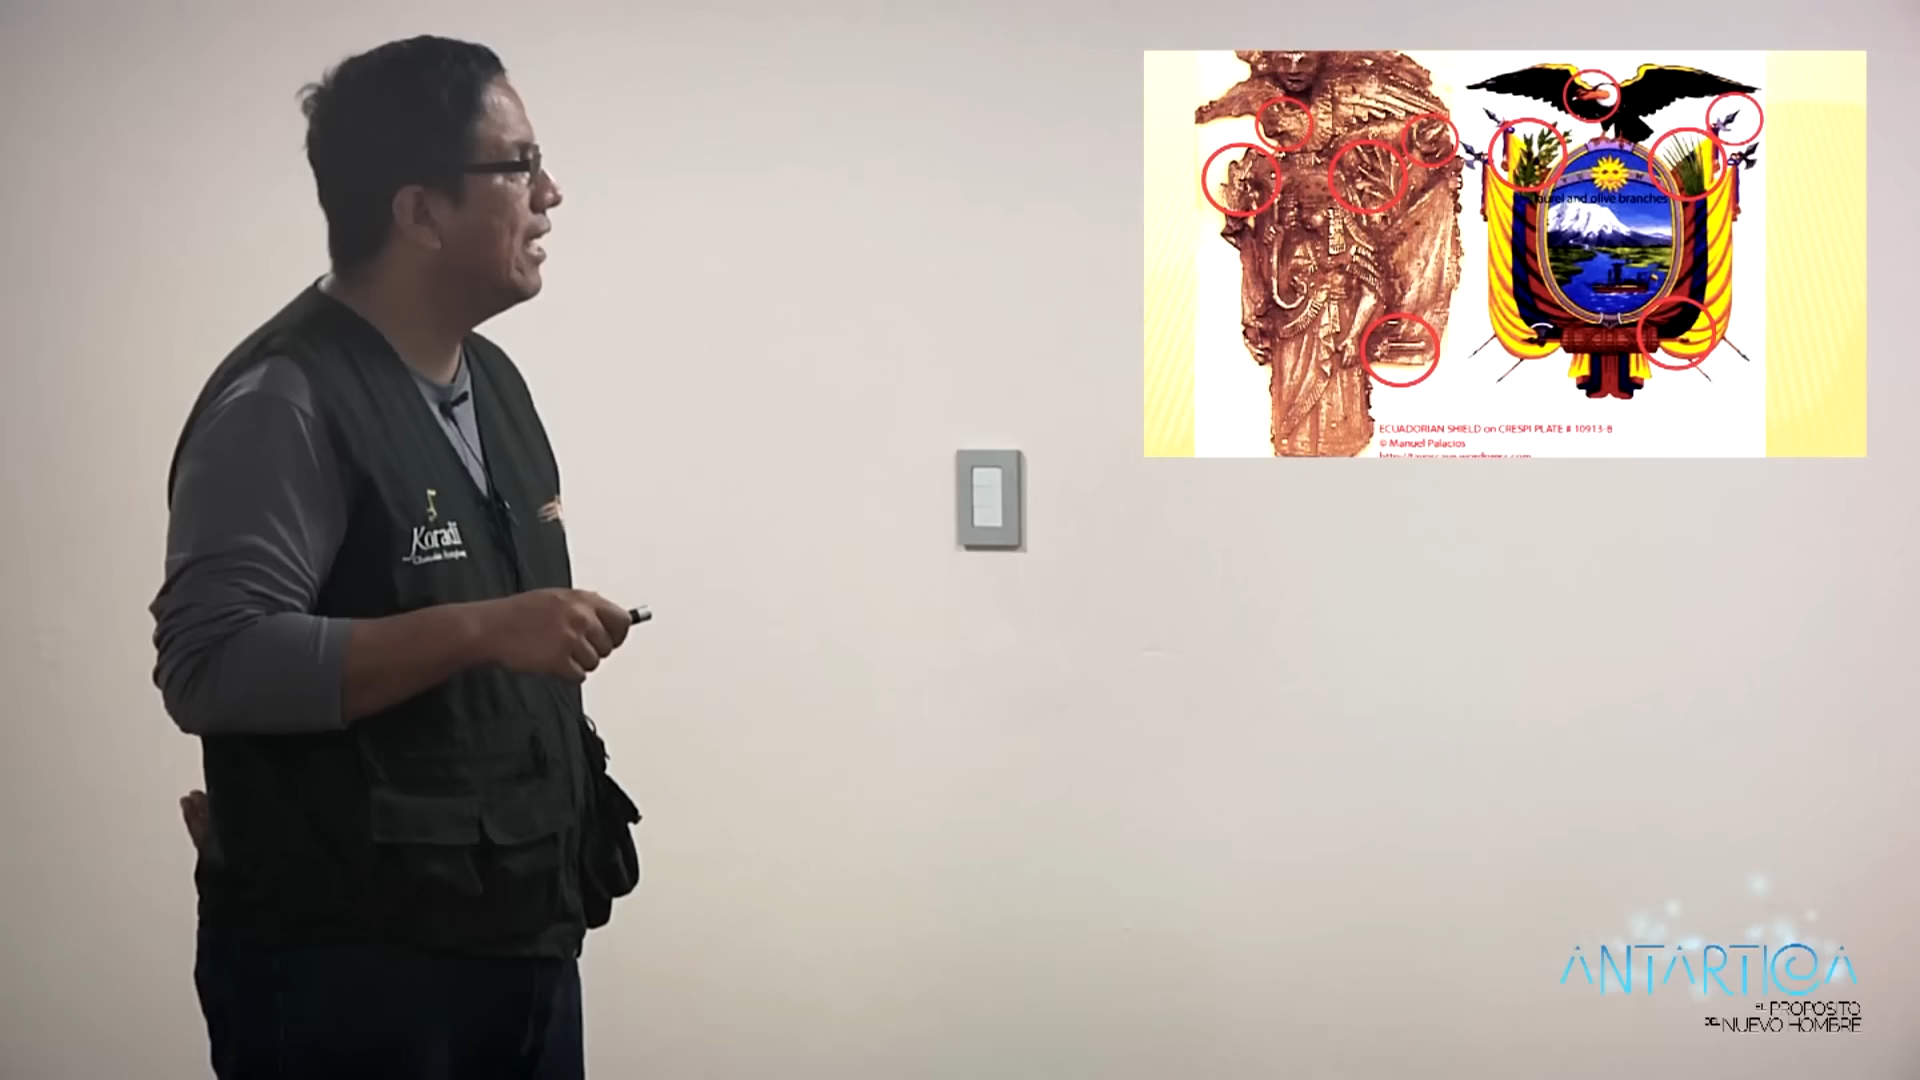 laurel and olive branches
ECUADORIAN SHIELD on CRESPI PLATE # 10913-B
© Manuel Palacios
Koradi
ANTARTICA
EL PROPOSITO
DEL NUEVO HOMBRE